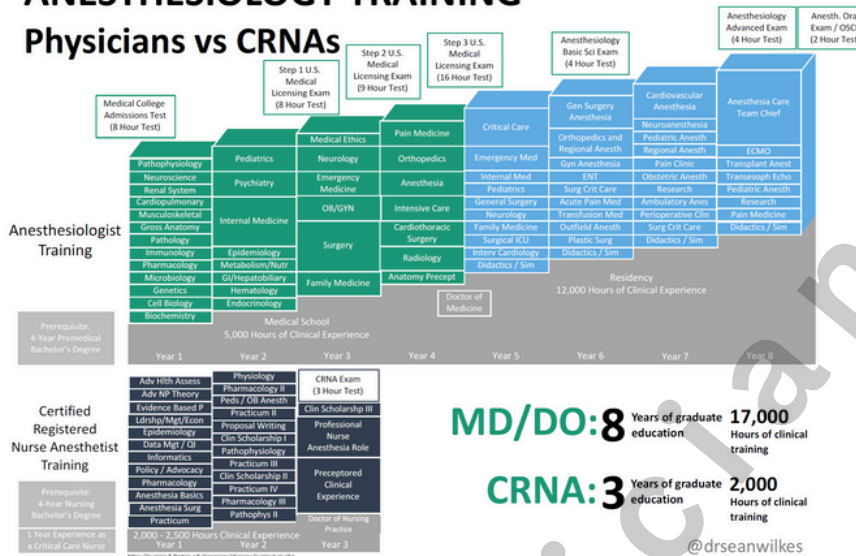 ANESTHESIOLOGY TRAINING
Physicians vs CRNAs
Medical College
Admissions Test
(8 Hour Test)
Step 1 U.S.
Medical
Licensing Exam
(8 Hour Test)
Step 2 U.S.
Medical
Licensing Exam
(9 Hour Test)
Step 3 U.S.
Medical
Licensing Exam
(16 Hour Test)
Anesthesiology
Basic Sci Exam
(4 Hour Test)
Anesthesiology
Advanced Exam
(4 Hour Test)
Anesth. Ora
Exam / OSC
(2 Hour Test
Anesthesiologist
Training
Prerequisite:
4-Year Premedical
Bachelor's Degree
Pathophysiology
Neuroscience
Renal System
Cardiopulmonary
Musculoskeletal
Gross Anatomy
Pathology
Immunology
Pharmacology
Microbiology
Genetics
Cell Biology
Biochemistry
Pediatrics
Psychiatry
Internal Medicine
Epidemiology
Metabolism/Nutr
GI/Hepatobiliary
Hematology
Endocrinology
Medical Ethics
Neurology
Emergency
Medicine
OB/GYN
Surgery
Family Medicine
Pain Medicine
Orthopedics
Anesthesia
Intensive Care
Cardiothoracic
Surgery
Radiology
Anatomy Precept
Critical Care
Emergency Med
Internal Med
Pediatrics
General Surgery
Neurology
Family Medicine
Surgical ICU
Interv Cardiology
Didactics / Sim
Gen Surgery
Anesthesia
Orthopedics and
Regional Anesth
Gyn Anesthesia
ENT
Surg Crit Care
Acute Pain Med
Transfusion Med
Outfield Anesth
Plastic Surg
Didactics / Sim
Cardiovascular
Anesthesia
Neuroanesthesia
Pediatric Anesth
Regional Anesth
Pain Clinic
Obstetric Anesth
Research
Ambulatory Anes
Perioperative Clin
Surg Crit Care
Didactics / Sim
Anesthesia Care
Team Chief
ECMO
Transplant Anest
Transesoph Echo
Pediatric Anesth
Research
Pain Medicine
Didactics / Sim
Doctor of
Medicine
Medical School
5,000 Hours of Clinical Experience
Residency
12,000 Hours of Clinical Experience
Year 1
Year 2
Year 3
Year 4
Year 5
Year 6
Year 7
Year 8
Certified
Registered
Nurse Anesthetist
Training
Prerequisite:
4-Year Nursing
Bachelor's Degree
1 Year Experience as
a Critical Care Nurse
Adv Hlth Assess
Adv NP Theory
Evidence Based P
Ldrshp/Mgt/Econ
Epidemiology
Data Mgt / QI
Informatics
Policy / Advocacy
Pharmacology
Anesthesia Basics
Anesthesia Surg
Practicum
Physiology
Pharmacology II
Peds / OB Anesth
Practicum II
Proposal Writing
Clin Scholarship I
Pathophysiology
Practicum III
Clin Scholarship II
Practicum IV
Pharmacology III
Pathophys II
CRNA Exam
(3 Hour Test)
Clin Scholarship III
Professional
Nurse
Anesthesia Role
Preceptored
Clinical
Experience
Doctor of Nursing
Practice
2,000 - 2,500 Hours Clinical Experience
Year 1
Year 2
Year 3
MD/DO: 8 Years of graduate education 17,000 Hours of clinical training
CRNA: 3 Years of graduate education 2,000 Hours of clinical training
@drseanwilkes
ician